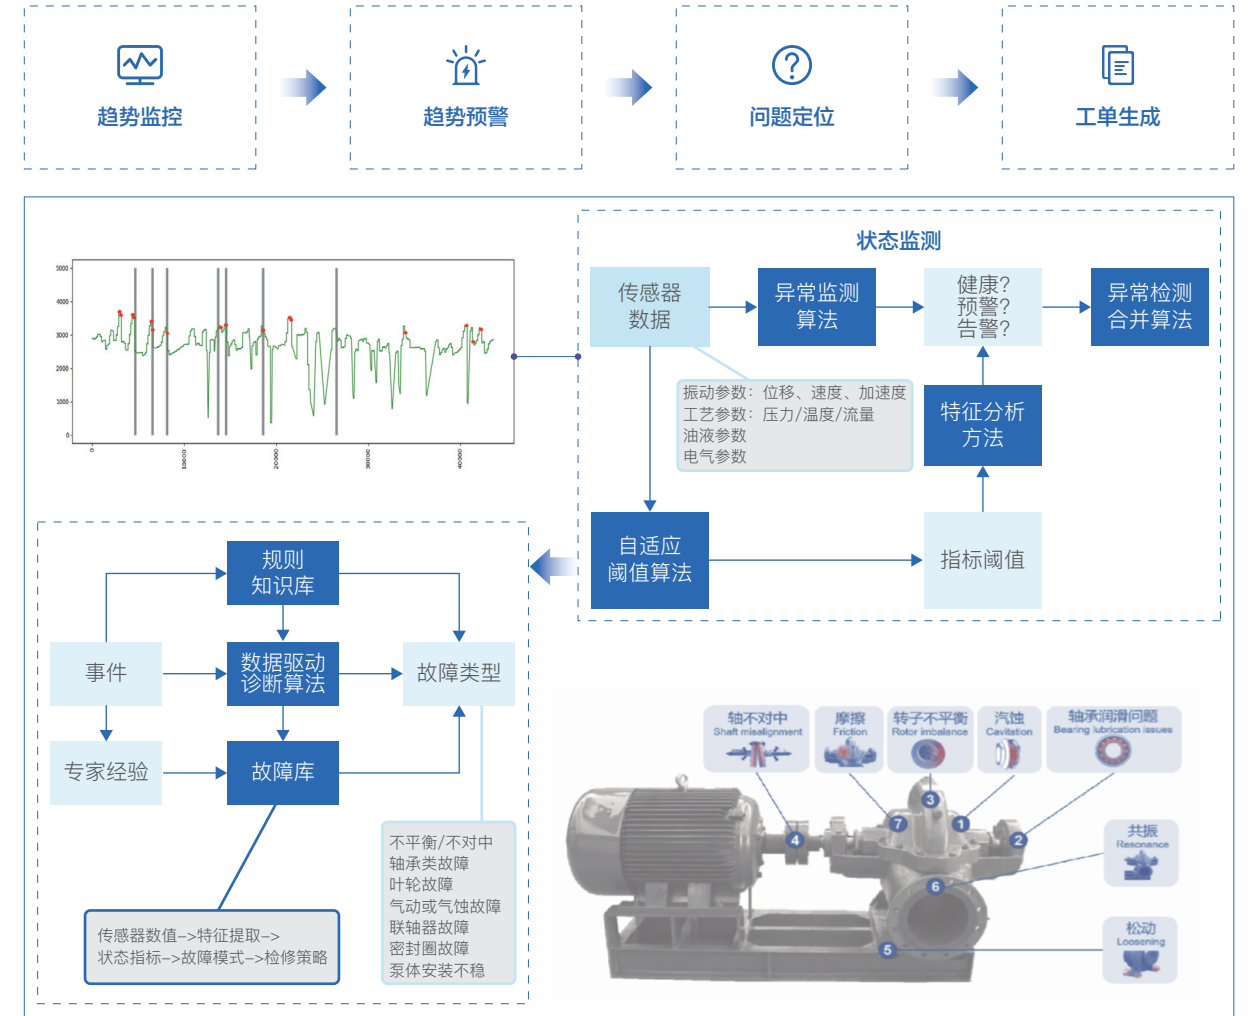 趋势监控
趋势预警
问题定位
工单生成
状态监测
5000
4000
3000
2000
1000
0
0
10000
20000
30000
40000
传感器
数据
异常监测
算法
健康?
预警?
告警?
异常检测
合并算法
振动参数：位移、速度、加速度
工艺参数：压力/温度/流量
油液参数
电气参数
特征分析
方法
自适应
阈值算法
指标阈值
规则
知识库
事件
数据驱动
诊断算法
故障类型
专家经验
故障库
不平衡/不对中
轴承类故障
叶轮故障
气动或气蚀故障
联轴器故障
密封圈故障
泵体安装不稳
传感器数值->特征提取->
状态指标->故障模式->检修策略
轴不对中
Shaft misalignment
摩擦
Friction
转子不平衡
Rotor imbalance
汽蚀
Cavitation
轴承润滑问题
Bearing lubrication issues
3
7
1
4
2
共振
Resonance
6
松动
Loosening
5